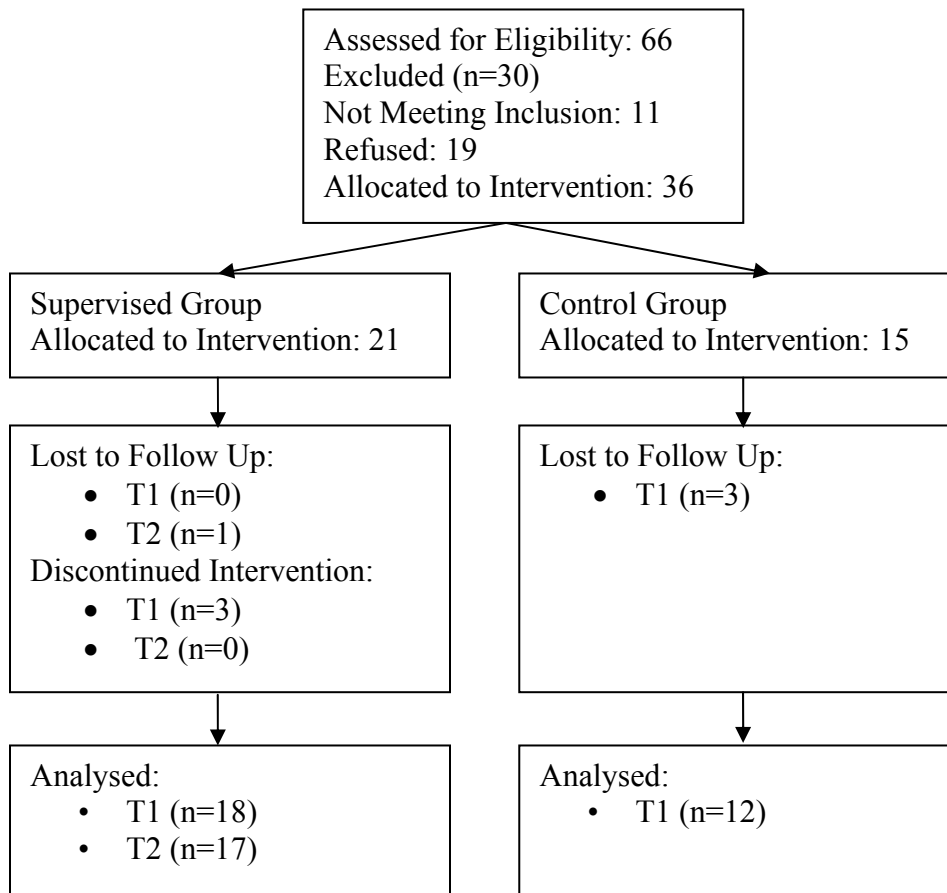 Assessed for Eligibility: 66
Excluded (n=30)
Not Meeting Inclusion: 11
Refused: 19
Allocated to Intervention: 36
Supervised Group
Allocated to Intervention: 21
Control Group
Allocated to Intervention: 15
Lost to Follow Up:
• T1 (n=0)
• T2 (n=1)
Discontinued Intervention:
• T1 (n=3)
• T2 (n=0)
Lost to Follow Up:
• T1 (n=3)
Analysed:
• T1 (n=18)
• T2 (n=17)
Analysed:
• T1 (n=12)